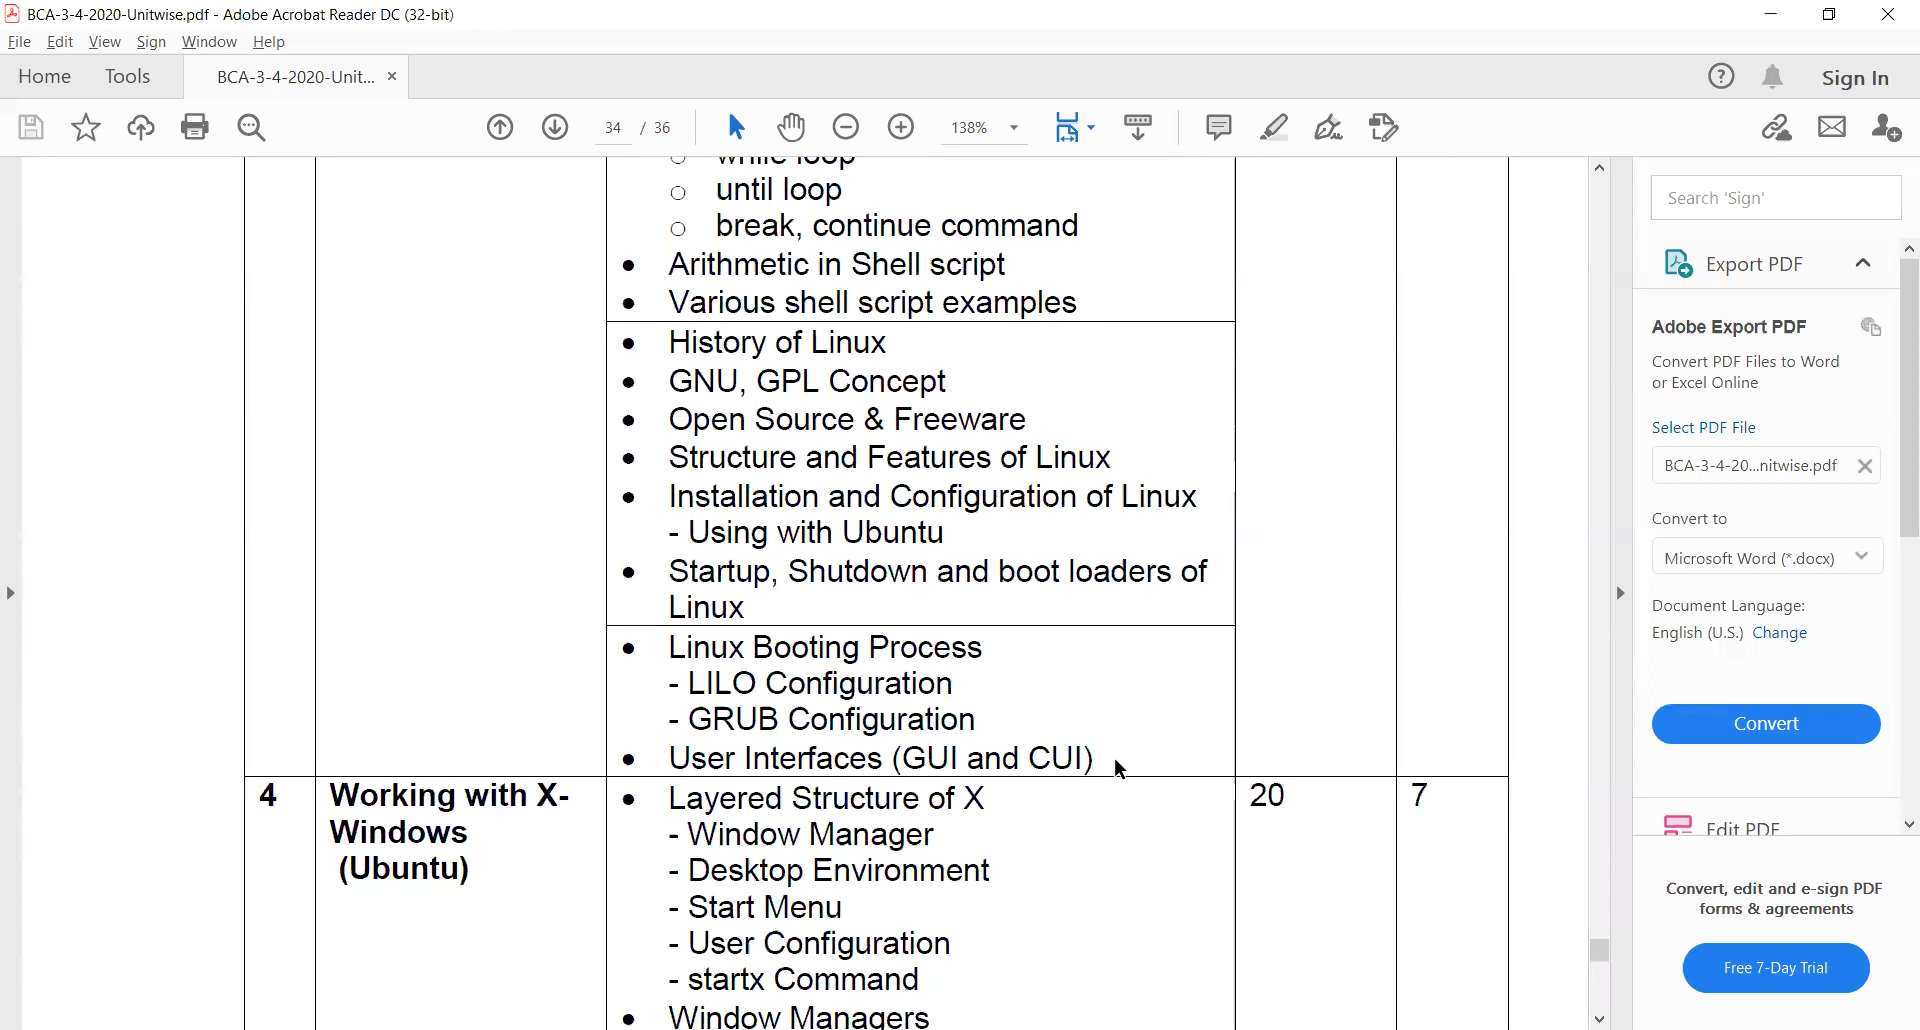 BCA-3-4-2020-Unitwise.pdf - Adobe Acrobat Reader DC (32-bit)
File Edit View Sign Window Help
Home Tools BCA-3-4-2020-Unit... × Sign In
34 / 36 138%
while loop
○ until loop
○ break, continue command
• Arithmetic in Shell script
• Various shell script examples
• History of Linux
• GNU, GPL Concept
• Open Source & Freeware
• Structure and Features of Linux
• Installation and Configuration of Linux
- Using with Ubuntu
• Startup, Shutdown and boot loaders of
Linux
• Linux Booting Process
- LILO Configuration
- GRUB Configuration
• User Interfaces (GUI and CUI)
4 Working with X-
Windows
(Ubuntu)
• Layered Structure of X
- Window Manager
- Desktop Environment
- Start Menu
- User Configuration
- startx Command
• Window Managers
20 7
Search 'Sign'
Export PDF
Adobe Export PDF
Convert PDF Files to Word
or Excel Online
Select PDF File
BCA-3-4-20...nitwise.pdf
Convert to
Microsoft Word (*.docx)
Document Language:
English (U.S.) Change
Convert
Edit PDF
Convert, edit and e-sign PDF
forms & agreements
Free 7-Day Trial